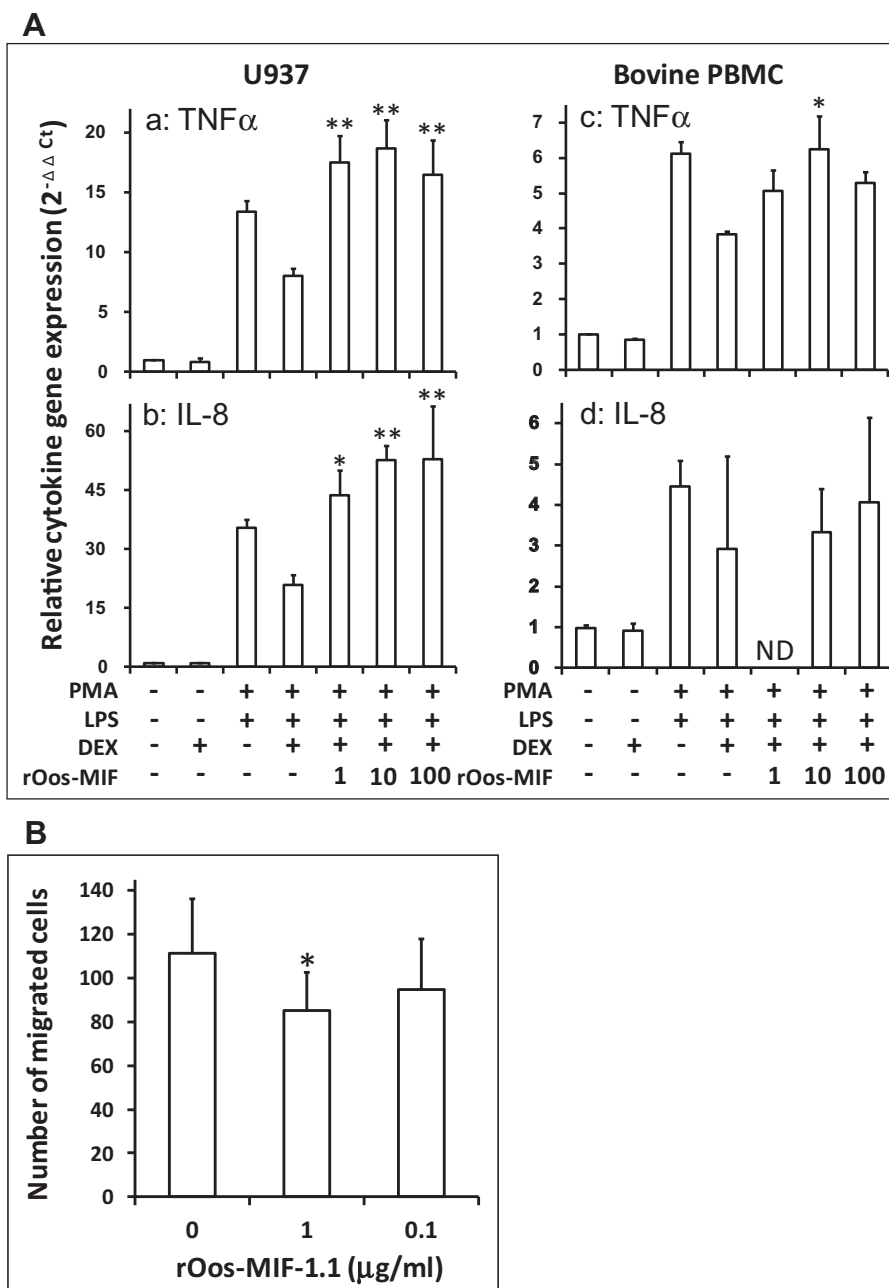 A
U937
Bovine PBMC
Relative cytokine gene expression (2^-ΔΔCt)
a: TNFα
** ** **
20
15
10
5
0
c: TNFα
*
7
6
5
4
3
2
1
0
b: IL-8
* ** **
60
45
30
15
0
d: IL-8
6
5
4
3
2
1
0
ND
PMA - - + + + + + - - + + + + +
LPS - - + + + + + - - + + + + +
DEX - + - + + + + - + - + + + +
rOos-MIF - - - - 1 10 100 rOos-MIF - - - - 1 10 100
B
Number of migrated cells
140
120
100
80
60
40
20
0
*
0 1 0.1
rOos-MIF-1.1 (μg/ml)